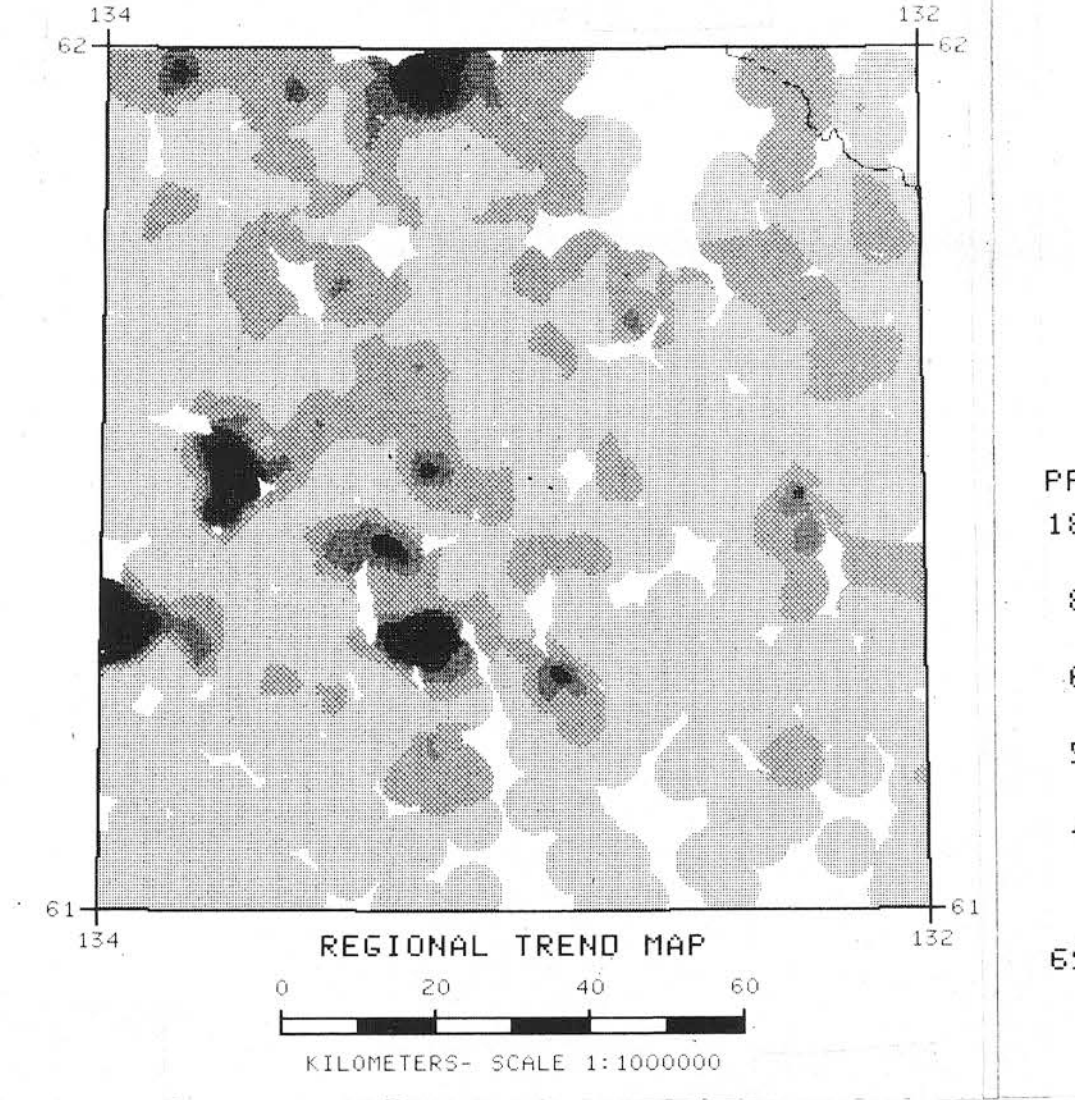 134 132
62 62
61 61
134 132
REGIONAL TREND MAP
0 20 40 60
KILOMETERS- SCALE 1:1000000